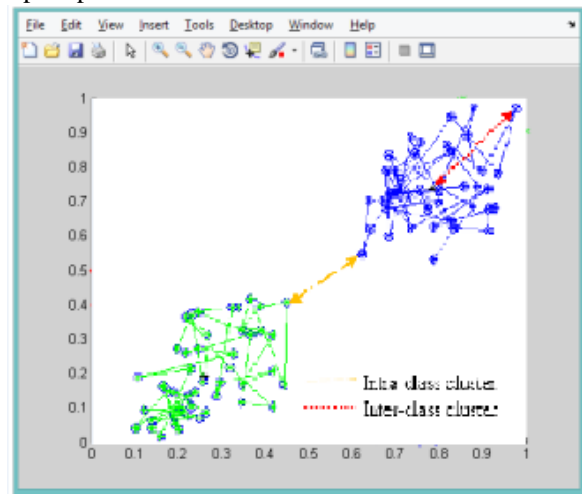 File Edit View Insert Tools Desktop Window Help
1
0.9
0.8
0.7
0.6
0.5
0.4
0.3
0.2
0.1
0
Intra-class cluster
Inter-class cluster
0 0.1 0.2 0.3 0.4 0.5 0.6 0.7 0.8 0.9 1